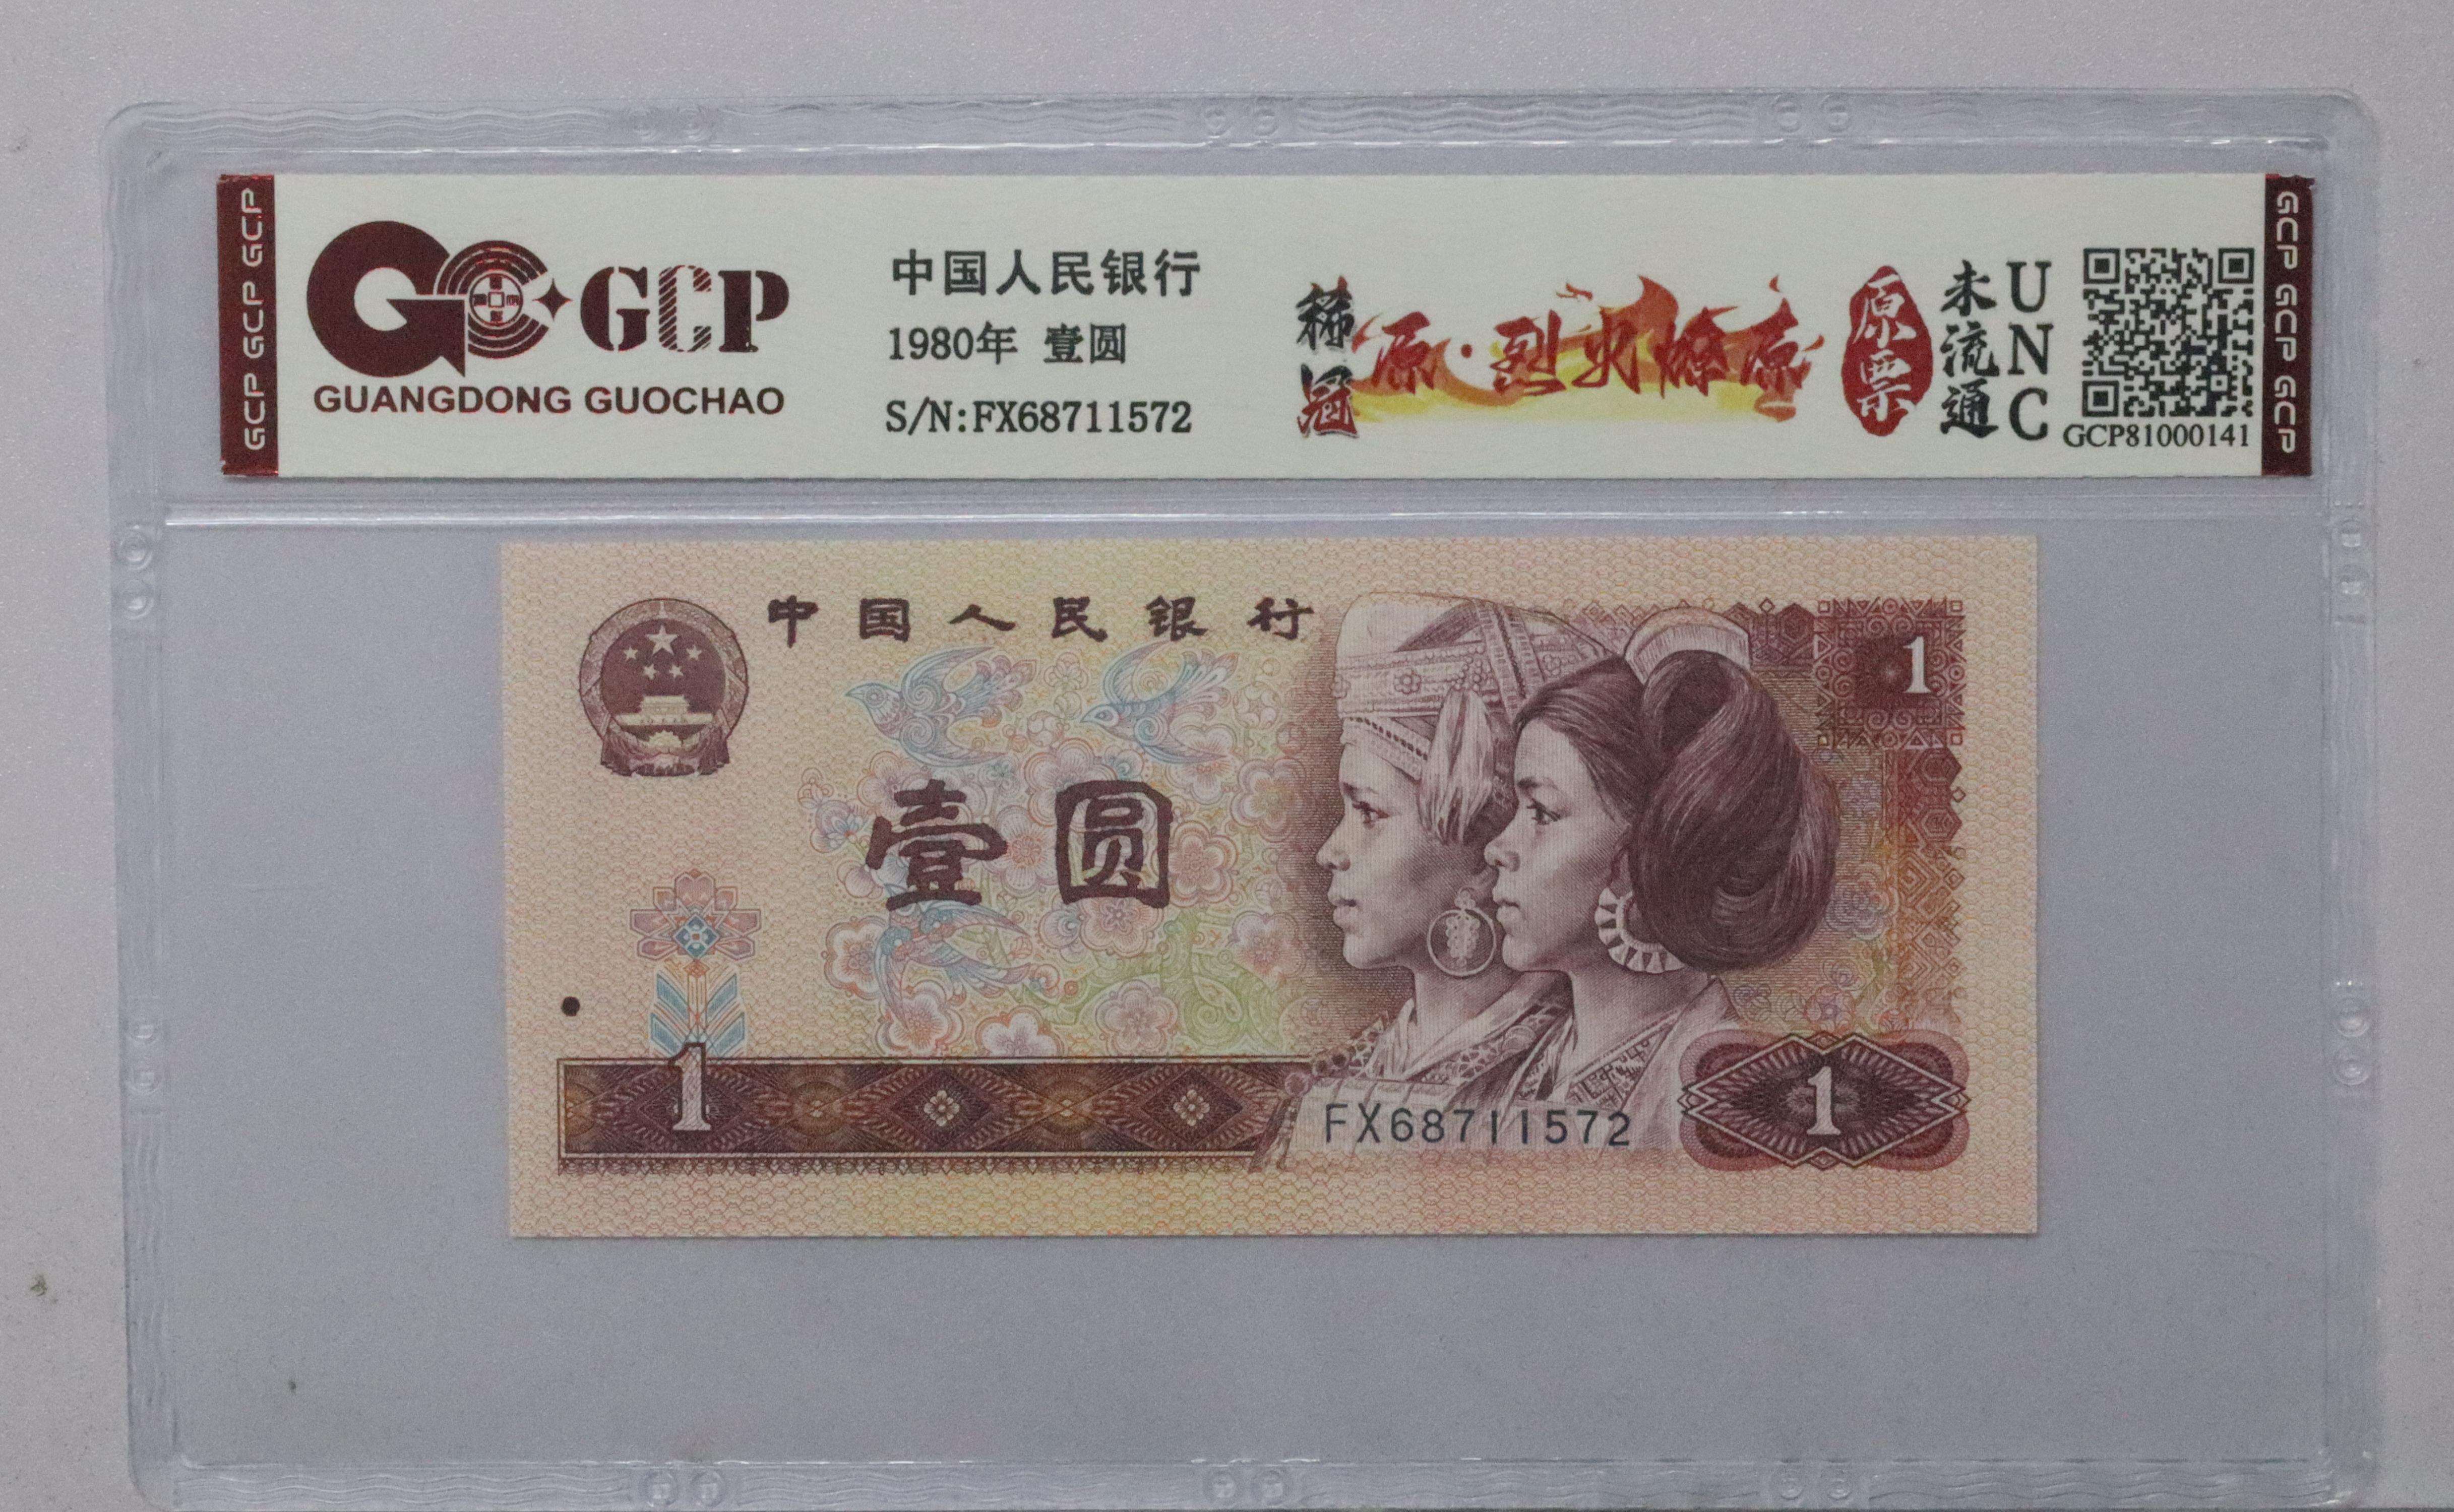 GCP GCP GCP
GCP
GUANGDONG GUOCHAO
中国人民银行
1980年 壹圆
S/N:FX68711572
稀冠
原·烈火燎原
原票
未流通
UNC
GCP81000141
GCP GCP GCP
中国人民银行
1
壹圆
1
FX68711572
1